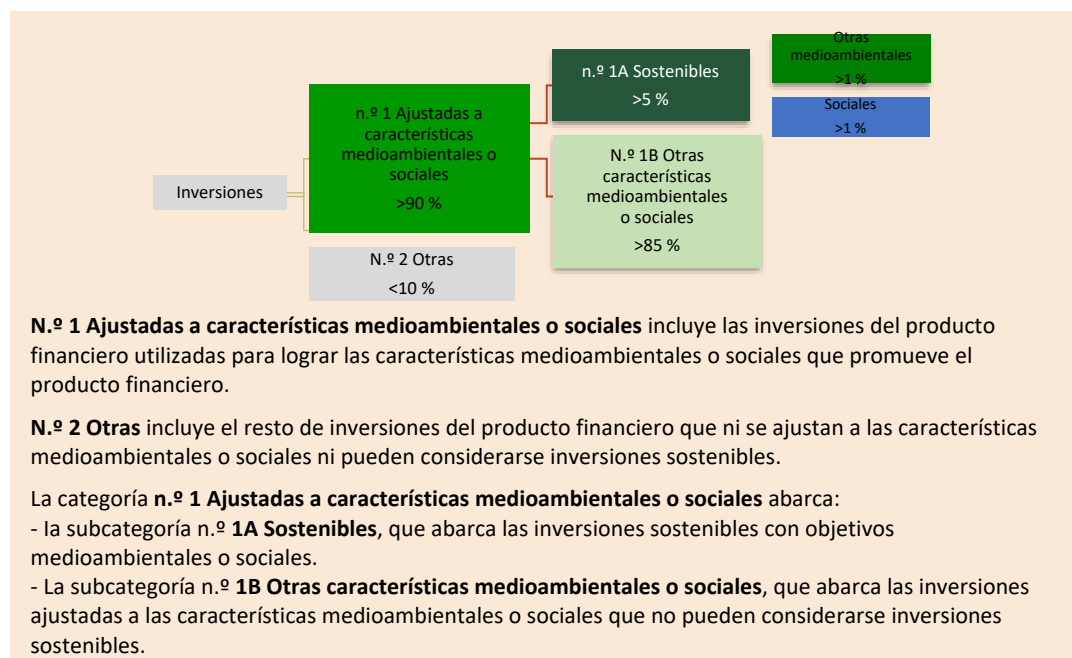 Inversiones
n.º 1 Ajustadas a
características
medioambientales o
sociales
>90 %
N.º 2 Otras
<10 %
n.º 1A Sostenibles
>5 %
N.º 1B Otras
características
medioambientales
o sociales
>85 %
Otras
medioambientales
>1 %
Sociales
>1 %
N.º 1 Ajustadas a características medioambientales o sociales incluye las inversiones del producto
financiero utilizadas para lograr las características medioambientales o sociales que promueve el
producto financiero.
N.º 2 Otras incluye el resto de inversiones del producto financiero que ni se ajustan a las características
medioambientales o sociales ni pueden considerarse inversiones sostenibles.
La categoría n.º 1 Ajustadas a características medioambientales o sociales abarca:
- la subcategoría n.º 1A Sostenibles, que abarca las inversiones sostenibles con objetivos
medioambientales o sociales.
- La subcategoría n.º 1B Otras características medioambientales o sociales, que abarca las inversiones
ajustadas a las características medioambientales o sociales que no pueden considerarse inversiones
sostenibles.